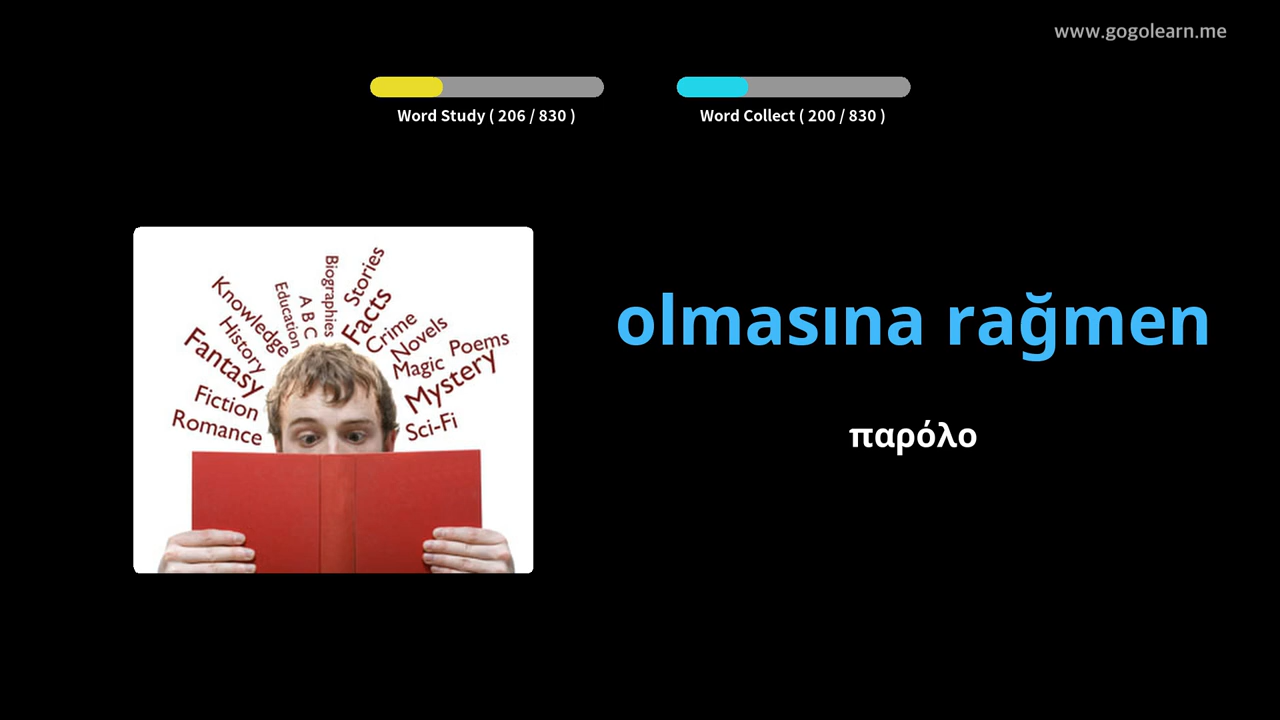 www.gogolearn.me
Word Study ( 206 / 830 )
Word Collect ( 200 / 830 )
Knowledge
Education
A B C
Biographies
Stories
Facts
History
Crime
Novels
Fantasy
Magic
Poems
Fiction
Mystery
Romance
Sci-Fi
olmasına rağmen
παρόλο